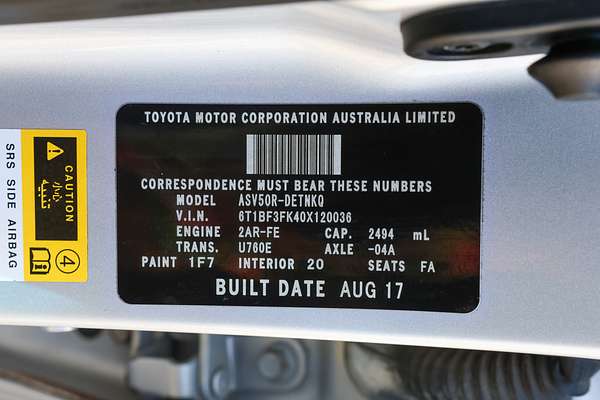 TOYOTA MOTOR CORPORATION AUSTRALIA LIMITED
CORRESPONDENCE MUST BEAR THESE NUMBERS
MODEL ASV50R-DETNKQ
V.I.N. 6T1BF3FK40X120036
ENGINE 2AR-FE CAP. 2494 mL
TRANS. U760E AXLE -04A
PAINT 1F7 INTERIOR 20 SEATS FA
BUILT DATE AUG 17
SRS SIDE AIRBAG
CAUTION
تنبيه
4